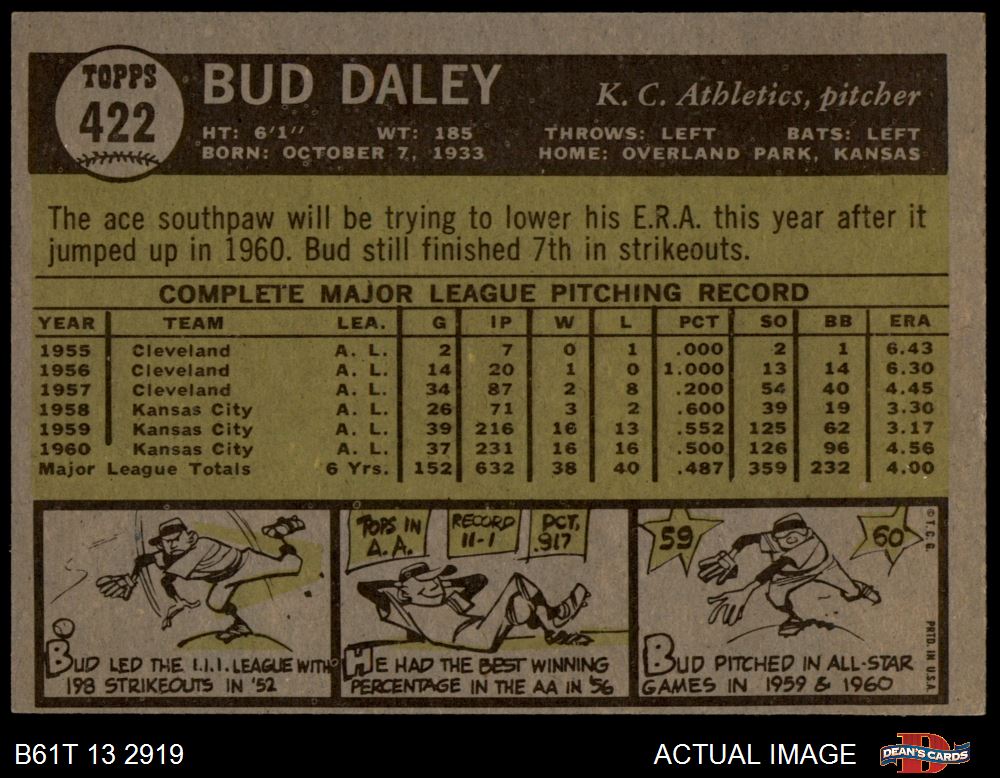 TOPPS
422
BUD DALEY
K. C. Athletics, pitcher
HT: 6'1" WT: 185 THROWS: LEFT BATS: LEFT
BORN: OCTOBER 7, 1933 HOME: OVERLAND PARK, KANSAS
The ace southpaw will be trying to lower his E.R.A. this year after it
jumped up in 1960. Bud still finished 7th in strikeouts.
COMPLETE MAJOR LEAGUE PITCHING RECORD
YEAR TEAM LEA. G IP W L PCT SO BB ERA
1955 Cleveland A. L. 2 7 0 1 .000 2 1 6.43
1956 Cleveland A. L. 14 20 1 0 1.000 13 14 6.30
1957 Cleveland A. L. 34 87 2 8 .200 54 40 4.45
1958 Kansas City A. L. 26 71 3 2 .600 39 19 3.30
1959 Kansas City A. L. 39 216 16 13 .552 125 62 3.17
1960 Kansas City A. L. 37 231 16 16 .500 126 96 4.56
Major League Totals 6 Yrs. 152 632 38 40 .487 359 232 4.00
BUD LED THE I.I.I. LEAGUE WITH
198 STRIKEOUTS IN '52
TOPS IN
A.A.
RECORD
11-1
PCT.
.917
HE HAD THE BEST WINNING
PERCENTAGE IN THE AA IN '56
59
60
BUD PITCHED IN ALL-STAR
GAMES IN 1959 & 1960
© T. C. G.
PRTD. IN U.S.A.
B61T 13 2919
ACTUAL IMAGE
D
DEAN'S CARDS